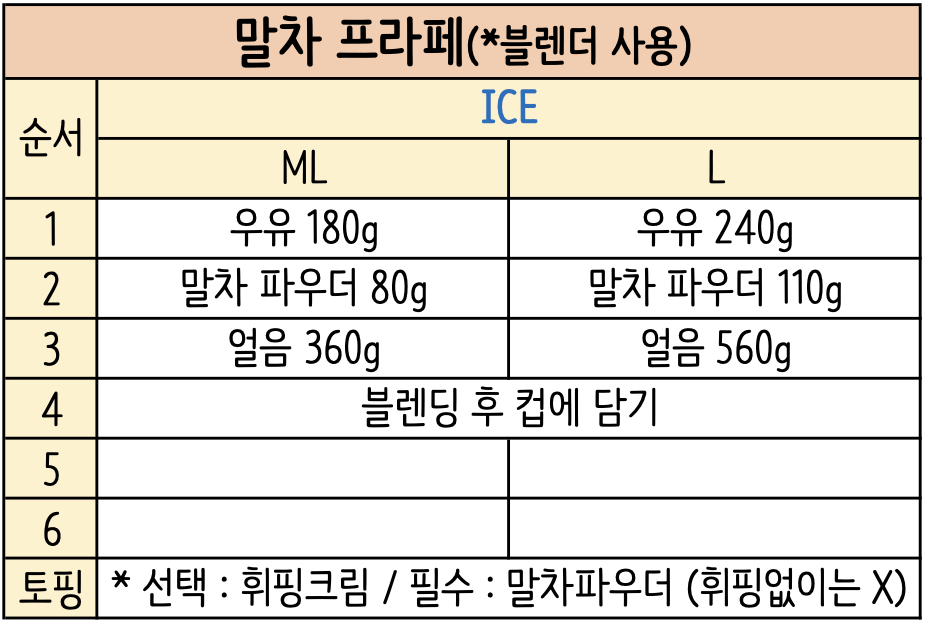 말차 프라페(*블렌더 사용)
순서
ICE
ML L
1 우유 180g 우유 240g
2 말차 파우더 80g 말차 파우더 110g
3 얼음 360g 얼음 560g
4 블렌딩 후 컵에 담기
5
6
토핑 * 선택 : 휘핑크림 / 필수 : 말차파우더 (휘핑없이는 X)